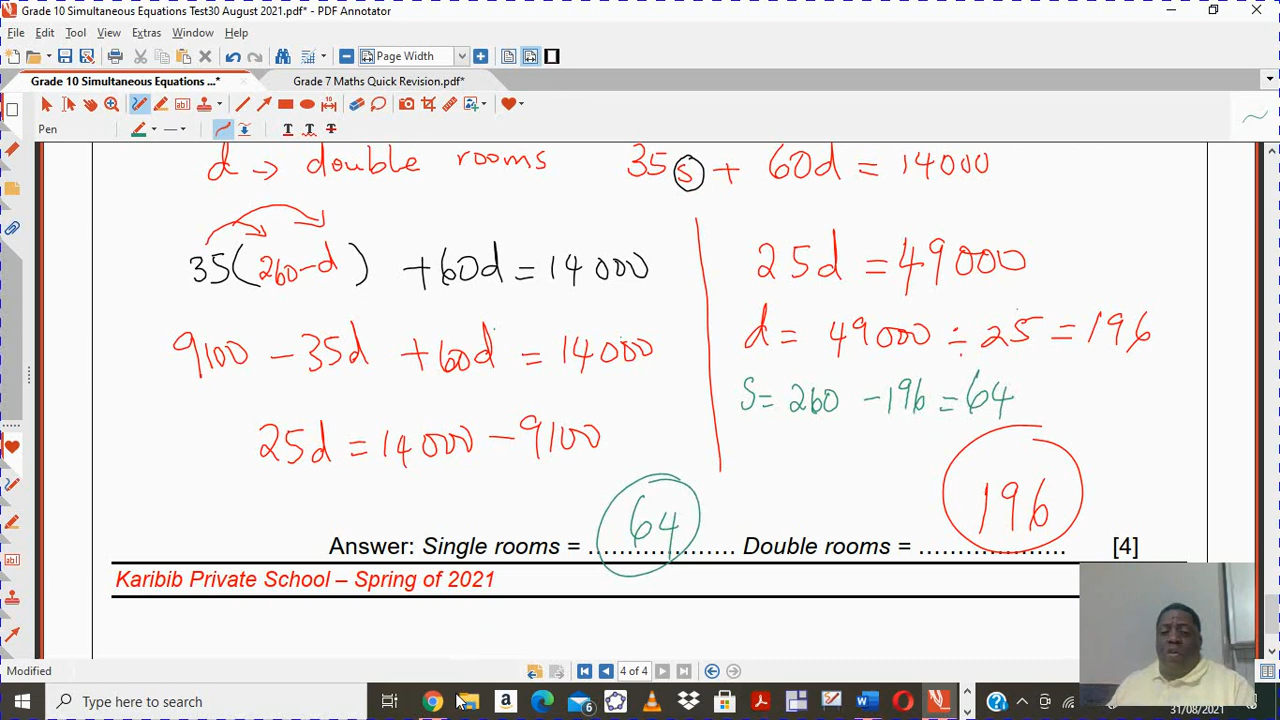 Grade 10 Simultaneous Equations Test30 August 2021.pdf* - PDF Annotator
File Edit Tool View Extras Window Help
Page Width
Grade 10 Simultaneous Equations ...* Grade 7 Maths Quick Revision.pdf*
Pen
d → double rooms 35s + 60d = 14000
35(260-d) +60d = 14000
9100 - 35d + 60d = 14000
25d = 14000 - 9100
25d = 49000
d = 49000 ÷ 25 = 196
S = 260 - 196 = 64
64
196
Answer: Single rooms = .................... Double rooms = .................... [4]
Karibib Private School – Spring of 2021
Modified 4 of 4
Type here to search
6
31/08/2021